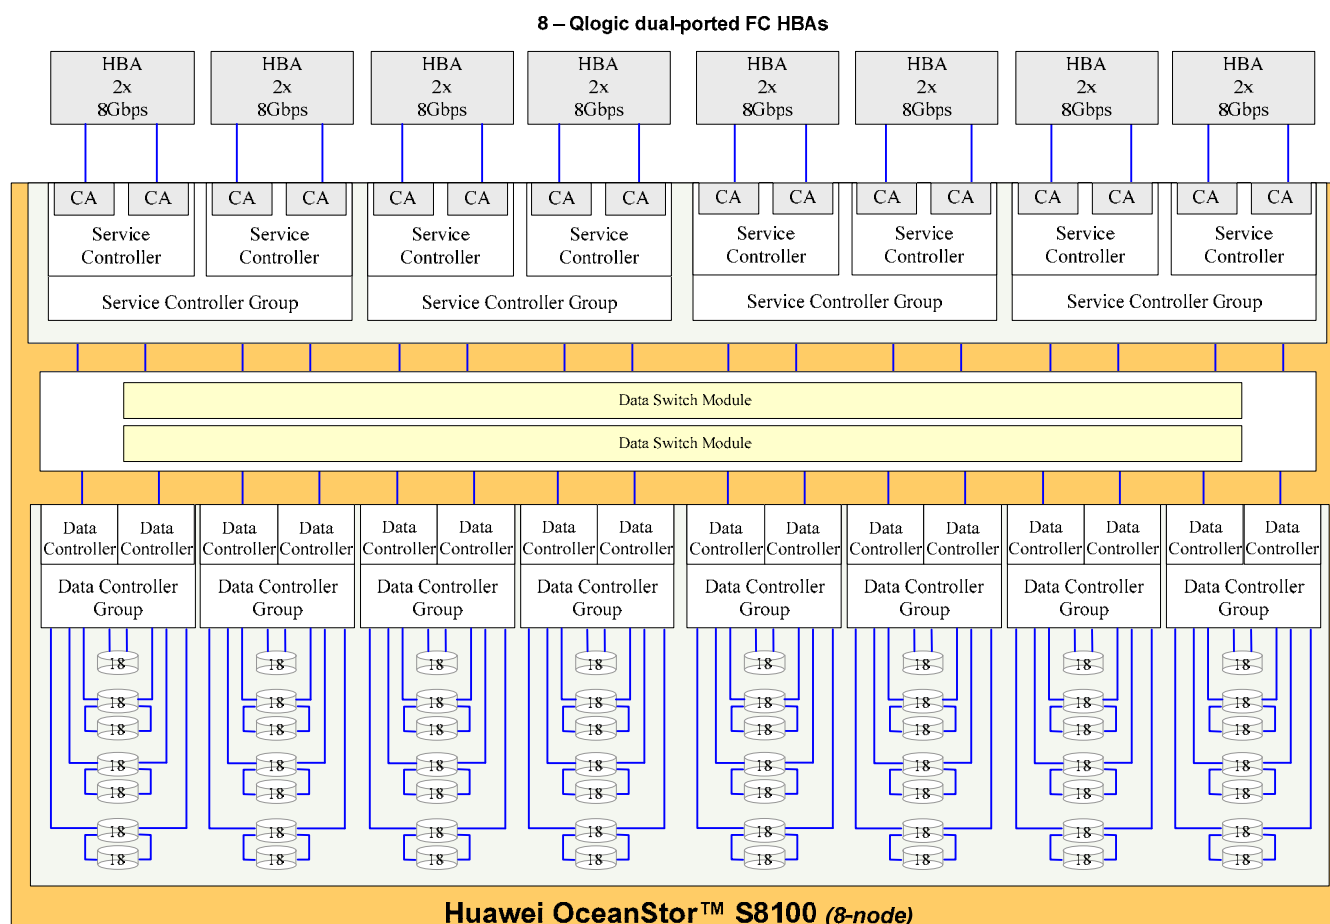 8 – Qlogic dual-ported FC HBAs
HBA HBA HBA HBA HBA HBA HBA HBA
2x 2x 2x 2x 2x 2x 2x 2x
8Gbps 8Gbps 8Gbps 8Gbps 8Gbps 8Gbps 8Gbps 8Gbps
CA CA CA CA CA CA CA CA CA CA CA CA CA CA CA CA
Service Service Service Service Service Service Service Service
Controller Controller Controller Controller Controller Controller Controller Controller
Service Controller Group Service Controller Group Service Controller Group Service Controller Group
Data Switch Module
Data Switch Module
Data Data Data Data Data Data Data Data Data Data Data Data Data Data Data Data
Controller Controller Controller Controller Controller Controller Controller Controller Controller Controller Controller Controller Controller Controller Controller Controller
Data Controller Data Controller Data Controller Data Controller Data Controller Data Controller Data Controller Data Controller
Group Group Group Group Group Group Group Group
18 18 18 18 18 18 18 18
18 18 18 18 18 18 18 18
18 18 18 18 18 18 18 18
18 18 18 18 18 18 18 18
18 18 18 18 18 18 18 18
18 18 18 18 18 18 18 18
18 18 18 18 18 18 18 18
Huawei OceanStor™ S8100 (8-node)